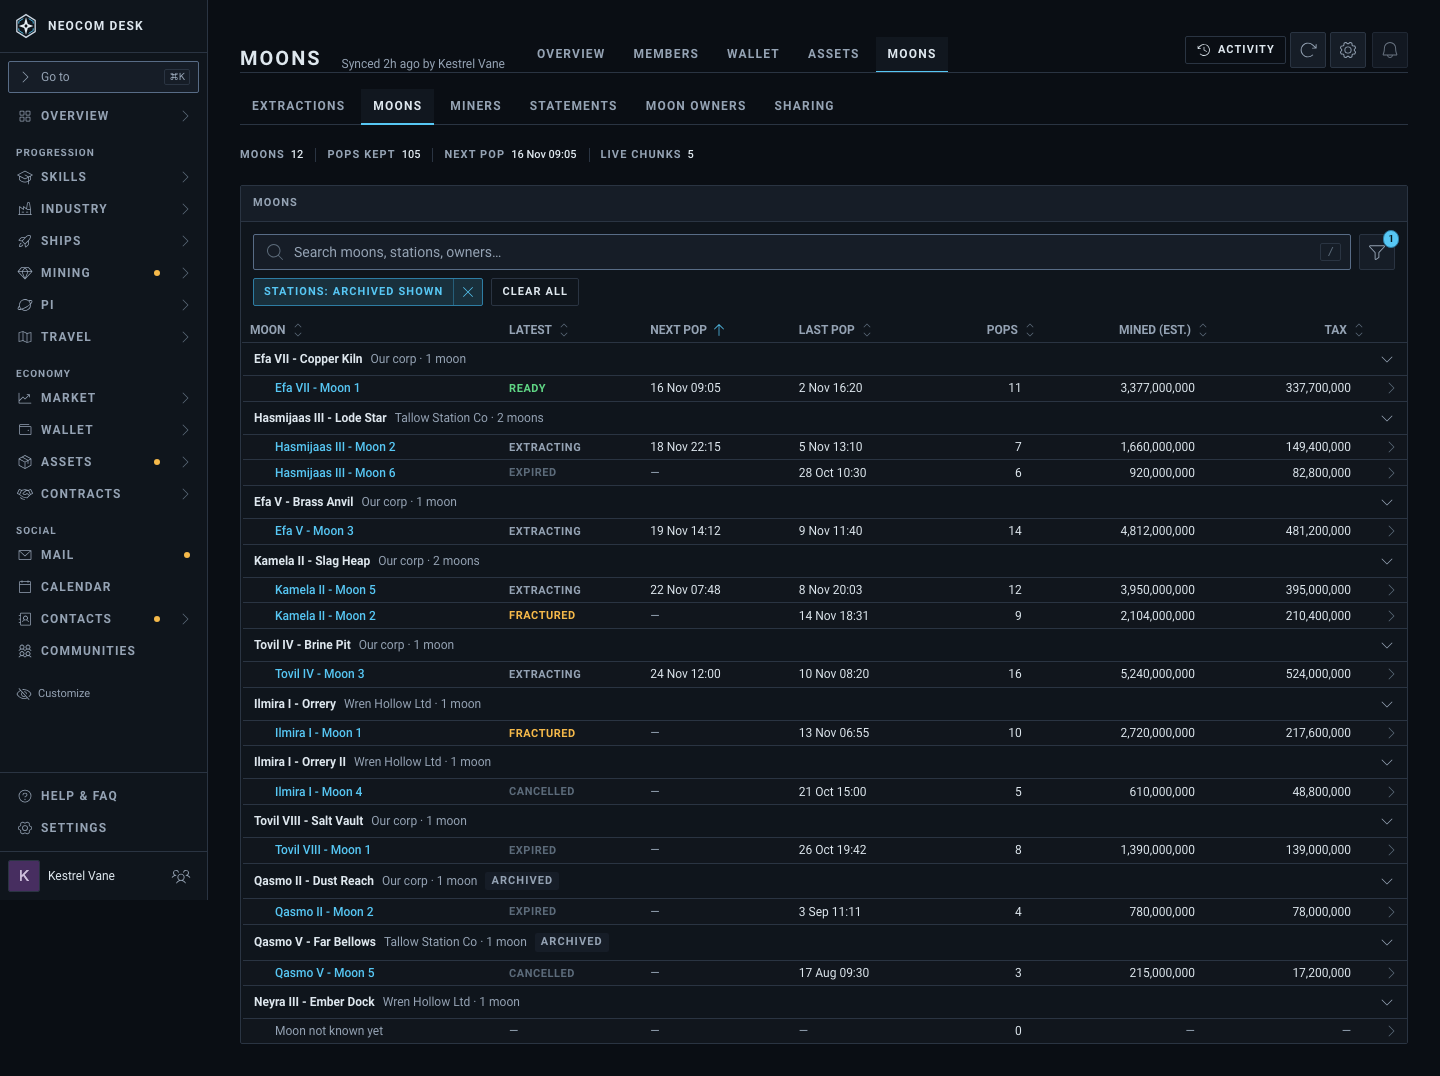 NEOCOM DESK
Go to ⌘K
OVERVIEW
PROGRESSION
SKILLS
INDUSTRY
SHIPS
MINING
PI
TRAVEL
ECONOMY
MARKET
WALLET
ASSETS
CONTRACTS
SOCIAL
MAIL
CALENDAR
CONTACTS
COMMUNITIES
Customize
HELP & FAQ
SETTINGS
K Kestrel Vane
MOONS Synced 2h ago by Kestrel Vane OVERVIEW MEMBERS WALLET ASSETS MOONS ACTIVITY
EXTRACTIONS MOONS MINERS STATEMENTS MOON OWNERS SHARING
MOONS 12 POPS KEPT 105 NEXT POP 16 Nov 09:05 LIVE CHUNKS 5
MOONS
Search moons, stations, owners... / 1
STATIONS: ARCHIVED SHOWN CLEAR ALL
MOON LATEST NEXT POP LAST POP POPS MINED (EST.) TAX
Efa VII - Copper Kiln Our corp · 1 moon
Efa VII - Moon 1 READY 16 Nov 09:05 2 Nov 16:20 11 3,377,000,000 337,700,000
Hasmijaas III - Lode Star Tallow Station Co · 2 moons
Hasmijaas III - Moon 2 EXTRACTING 18 Nov 22:15 5 Nov 13:10 7 1,660,000,000 149,400,000
Hasmijaas III - Moon 6 EXPIRED — 28 Oct 10:30 6 920,000,000 82,800,000
Efa V - Brass Anvil Our corp · 1 moon
Efa V - Moon 3 EXTRACTING 19 Nov 14:12 9 Nov 11:40 14 4,812,000,000 481,200,000
Kamela II - Slag Heap Our corp · 2 moons
Kamela II - Moon 5 EXTRACTING 22 Nov 07:48 8 Nov 20:03 12 3,950,000,000 395,000,000
Kamela II - Moon 2 FRACTURED — 14 Nov 18:31 9 2,104,000,000 210,400,000
Tovil IV - Brine Pit Our corp · 1 moon
Tovil IV - Moon 3 EXTRACTING 24 Nov 12:00 10 Nov 08:20 16 5,240,000,000 524,000,000
Ilmira I - Orrery Wren Hollow Ltd · 1 moon
Ilmira I - Moon 1 FRACTURED — 13 Nov 06:55 10 2,720,000,000 217,600,000
Ilmira I - Orrery II Wren Hollow Ltd · 1 moon
Ilmira I - Moon 4 CANCELLED — 21 Oct 15:00 5 610,000,000 48,800,000
Tovil VIII - Salt Vault Our corp · 1 moon
Tovil VIII - Moon 1 EXPIRED — 26 Oct 19:42 8 1,390,000,000 139,000,000
Qasmo II - Dust Reach Our corp · 1 moon ARCHIVED
Qasmo II - Moon 2 EXPIRED — 3 Sep 11:11 4 780,000,000 78,000,000
Qasmo V - Far Bellows Tallow Station Co · 1 moon ARCHIVED
Qasmo V - Moon 5 CANCELLED — 17 Aug 09:30 3 215,000,000 17,200,000
Neyra III - Ember Dock Wren Hollow Ltd · 1 moon
Moon not known yet — — — 0 — —